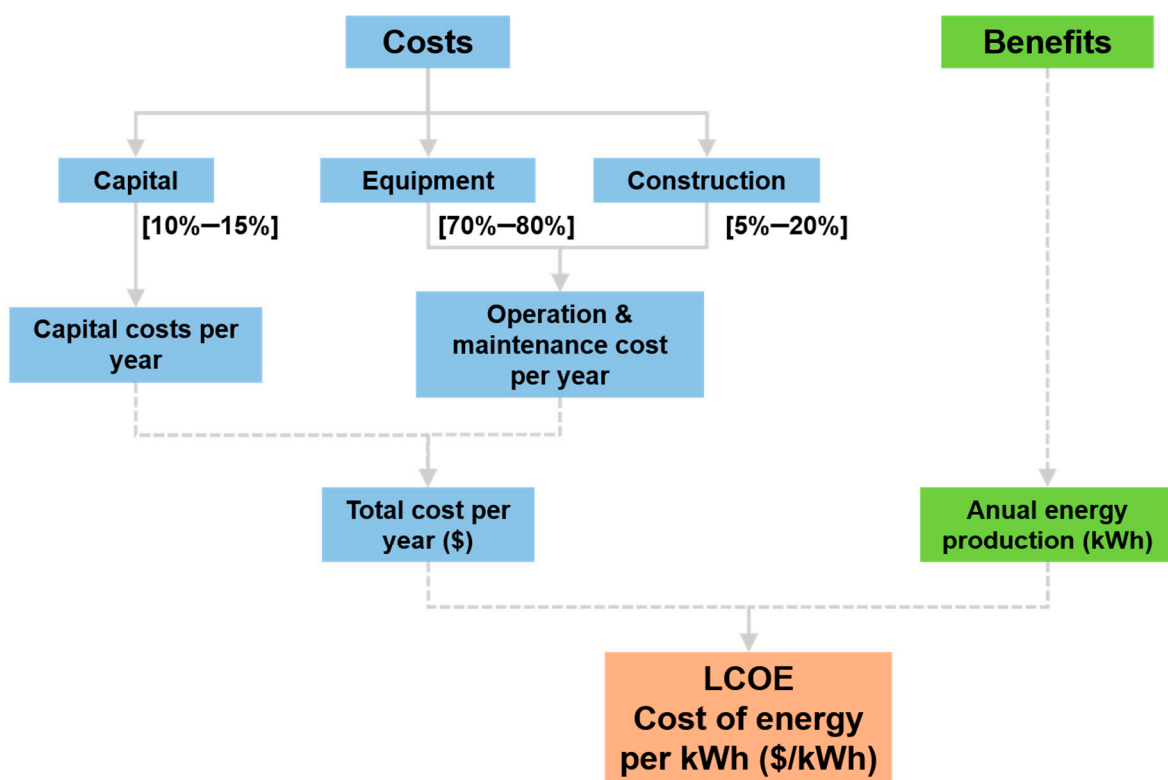 Costs
Benefits
Capital
Equipment
Construction
[10%—15%]
[70%—80%]
[5%—20%]
Capital costs per
year
Operation &
maintenance cost
per year
Total cost per
year ($)
Anual energy
production (kWh)
LCOE
Cost of energy
per kWh ($/kWh)